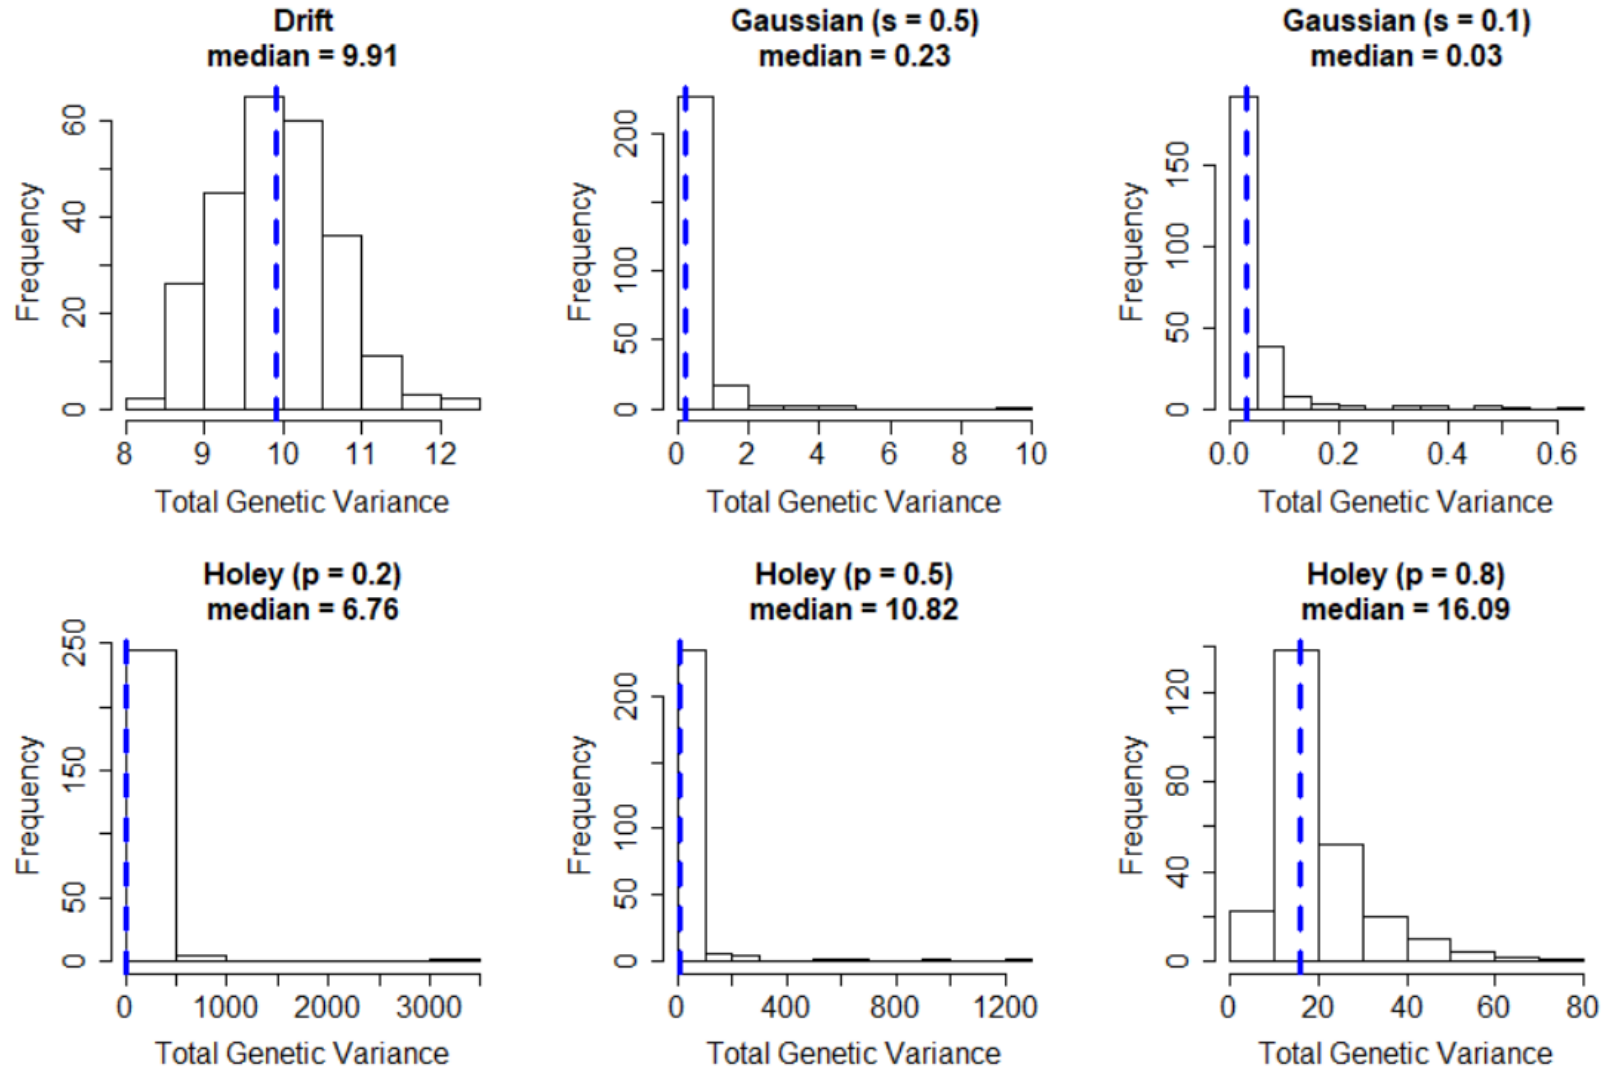 Drift
median = 9.91
Frequency
0 20 40 60
8 9 10 11 12
Total Genetic Variance
Gaussian (s = 0.5)
median = 0.23
Frequency
0 50 100 200
0 2 4 6 8 10
Total Genetic Variance
Gaussian (s = 0.1)
median = 0.03
Frequency
0 50 100 150
0.0 0.2 0.4 0.6
Total Genetic Variance
Holey (p = 0.2)
median = 6.76
Frequency
0 50 150 250
0 1000 2000 3000
Total Genetic Variance
Holey (p = 0.5)
median = 10.82
Frequency
0 50 100 200
0 400 800 1200
Total Genetic Variance
Holey (p = 0.8)
median = 16.09
Frequency
0 40 80 120
0 20 40 60 80
Total Genetic Variance